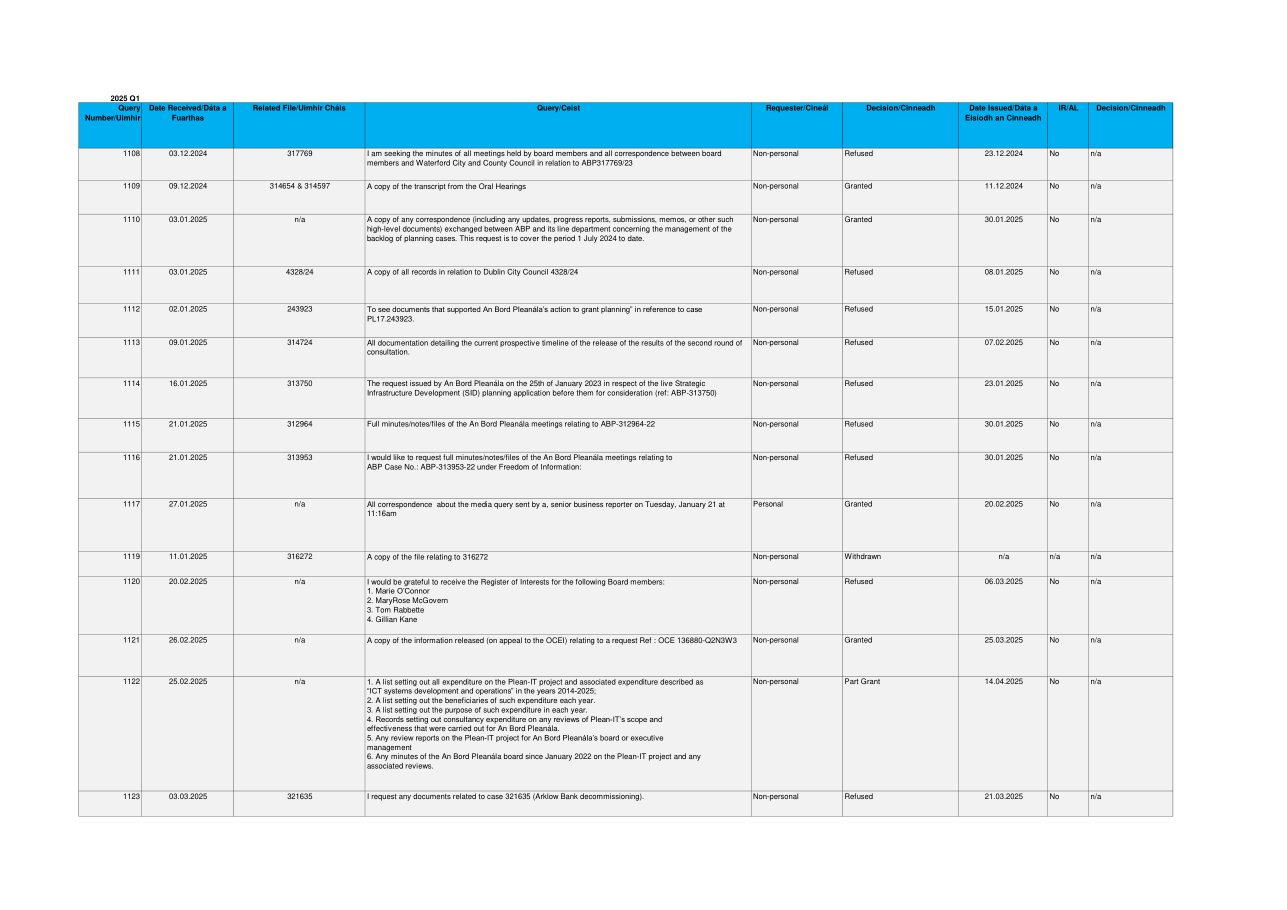 2025 Q1
Query Number/Uimhir Date Received/Dáta a Fuarthas Related File/Uimhir Cháis Query/Ceist Requester/Cineál Decision/Cinneadh Date Issued/Dáta a Eisíodh an Cinneadh IR/AL Decision/Cinneadh
1108 03.12.2024 317769 I am seeking the minutes of all meetings held by board members and all correspondence between board Non-personal Refused 23.12.2024 No n/a
members and Waterford City and County Council in relation to ABP317769/23
1109 09.12.2024 314654 & 314597 A copy of the transcript from the Oral Hearings Non-personal Granted 11.12.2024 No n/a
1110 03.01.2025 n/a A copy of any correspondence (including any updates, progress reports, submissions, memos, or other such Non-personal Granted 30.01.2025 No n/a
high-level documents) exchanged between ABP and its line department concerning the management of the
backlog of planning cases. This request is to cover the period 1 July 2024 to date.
1111 03.01.2025 4328/24 A copy of all records in relation to Dublin City Council 4328/24 Non-personal Refused 08.01.2025 No n/a
1112 02.01.2025 243923 To see documents that supported An Bord Pleanála's action to grant planning" in reference to case Non-personal Refused 15.01.2025 No n/a
PL17.243923.
1113 09.01.2025 314724 All documentation detailing the current prospective timeline of the release of the results of the second round of Non-personal Refused 07.02.2025 No n/a
consultation.
1114 16.01.2025 313750 The request issued by An Bord Pleanála on the 25th of January 2023 in respect of the live Strategic Non-personal Refused 23.01.2025 No n/a
Infrastructure Development (SID) planning application before them for consideration (ref: ABP-313750)
1115 21.01.2025 312964 Full minutes/notes/files of the An Bord Pleanála meetings relating to ABP-312964-22 Non-personal Refused 30.01.2025 No n/a
1116 21.01.2025 313953 I would like to request full minutes/notes/files of the An Bord Pleanála meetings relating to Non-personal Refused 30.01.2025 No n/a
ABP Case No.: ABP-313953-22 under Freedom of Information:
1117 27.01.2025 n/a All correspondence about the media query sent by a, senior business reporter on Tuesday, January 21 at Personal Granted 20.02.2025 No n/a
11:16am
1119 11.01.2025 316272 A copy of the file relating to 316272 Non-personal Withdrawn n/a n/a n/a
1120 20.02.2025 n/a I would be grateful to receive the Register of Interests for the following Board members: Non-personal Refused 06.03.2025 No n/a
1. Marie O'Connor
2. MaryRose McGovern
3. Tom Rabbette
4. Gillian Kane
1121 26.02.2025 n/a A copy of the information released (on appeal to the OCEI) relating to a request Ref : OCE 136880-Q2N3W3 Non-personal Granted 25.03.2025 No n/a
1122 25.02.2025 n/a 1. A list setting out all expenditure on the Plean-IT project and associated expenditure described as Non-personal Part Grant 14.04.2025 No n/a
"ICT systems development and operations" in the years 2014-2025;
2. A list setting out the beneficiaries of such expenditure each year.
3. A list setting out the purpose of such expenditure in each year.
4. Records setting out consultancy expenditure on any reviews of Plean-IT's scope and
effectiveness that were carried out for An Bord Pleanála.
5. Any review reports on the Plean-IT project for An Bord Pleanála's board or executive
management
6. Any minutes of the An Bord Pleanála board since January 2022 on the Plean-IT project and any
associated reviews.
1123 03.03.2025 321635 I request any documents related to case 321635 (Arklow Bank decommissioning). Non-personal Refused 21.03.2025 No n/a